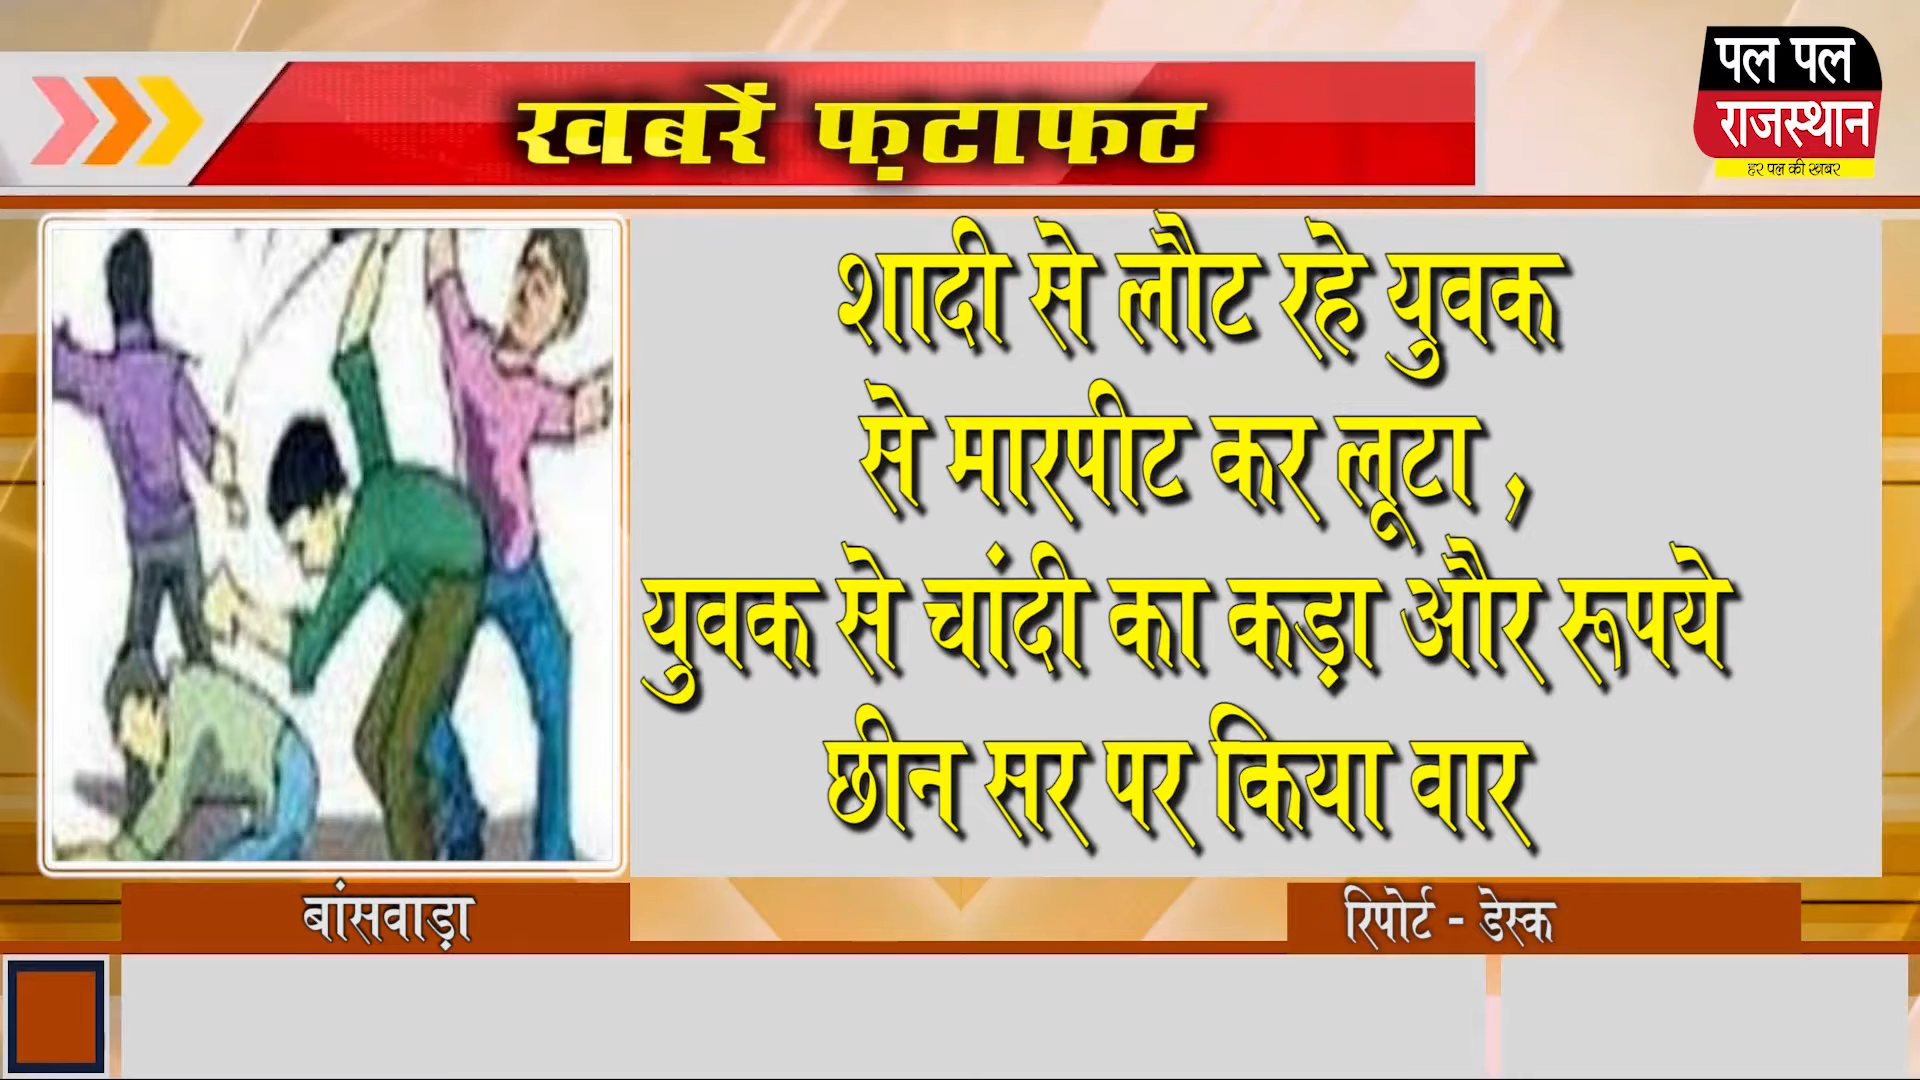 खबरें फ़टाफट
पल पल
राजस्थान
हर पल की खबर
शादी से लौट रहे युवक
से मारपीट कर लूटा ,
युवक से चांदी का कड़ा और रूपये
छीन सर पर किया वार
बांसवाड़ा
रिपोर्ट - डेस्क